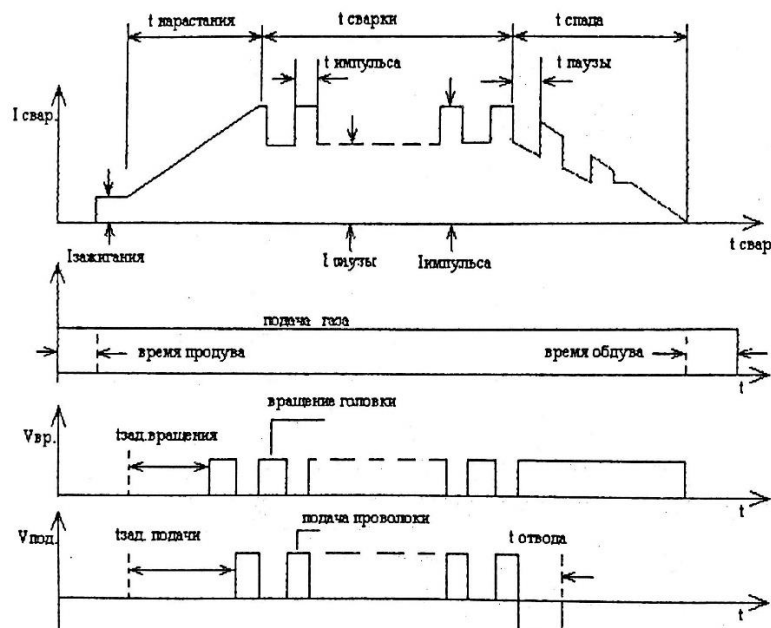 t нарастания
t сварки
t спада
t импульса
t паузы
I свар.
Iзажигания
I паузы
Iимпульса
t свар
подача газа
время продува
время обдува
t
вращение головки
Vвр.
tзад.вращения
t
подача проволоки
Vпод.
tзад. подачи
t отвода
t